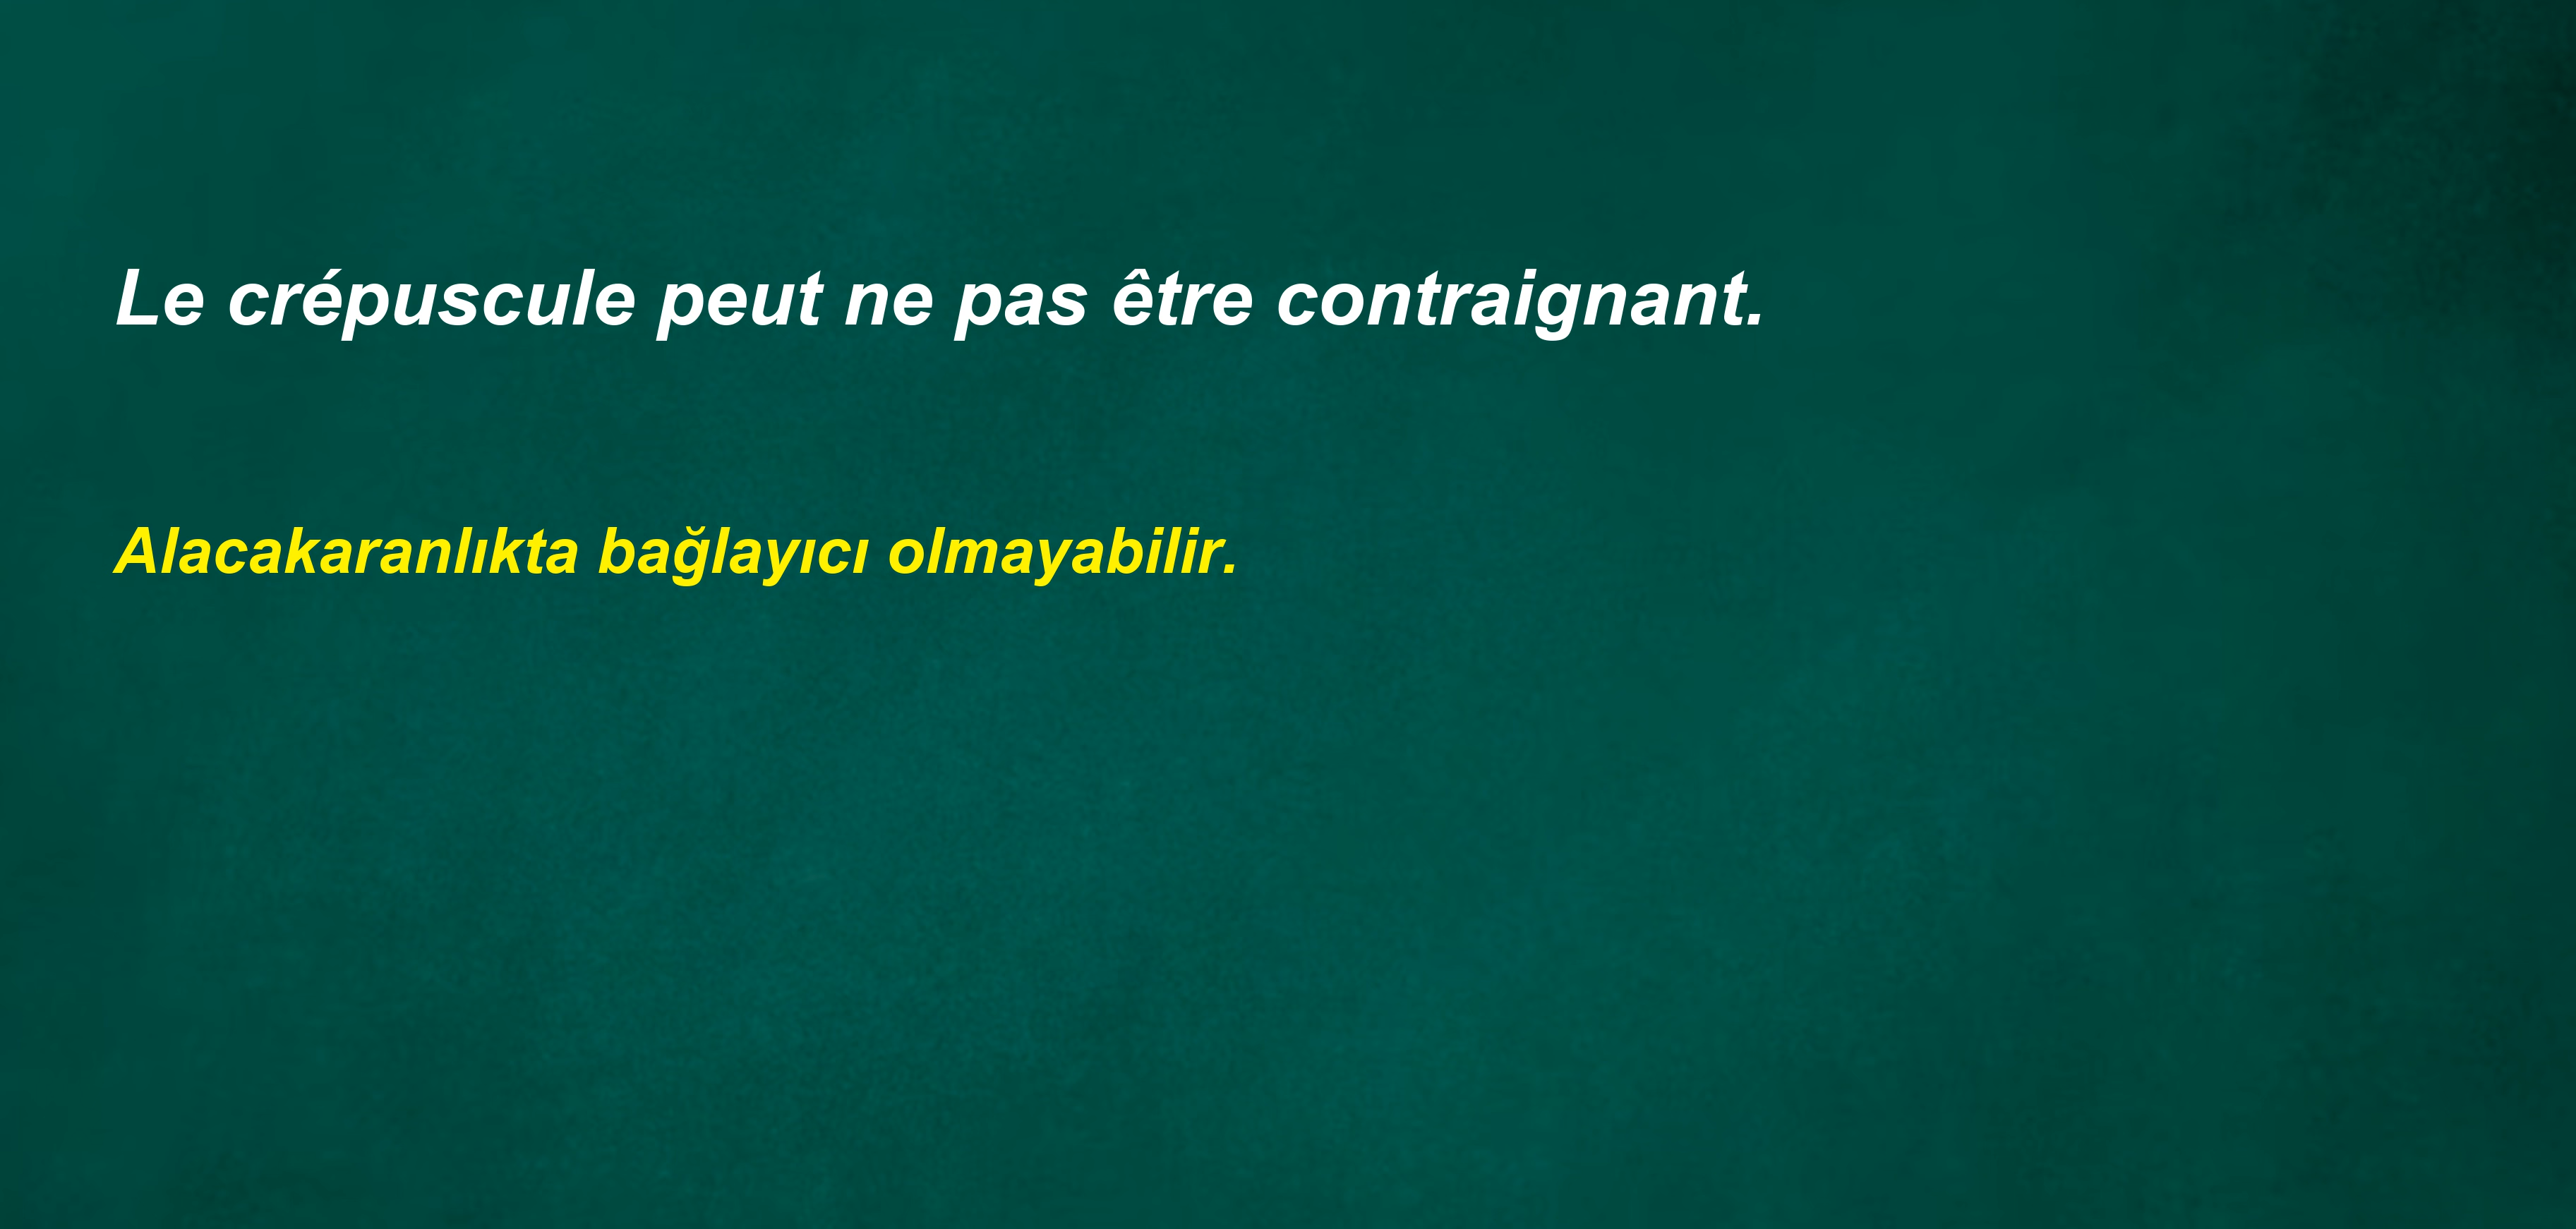 Le crépuscule peut ne pas être contraignant.
Alacakaranlıkta bağlayıcı olmayabilir.